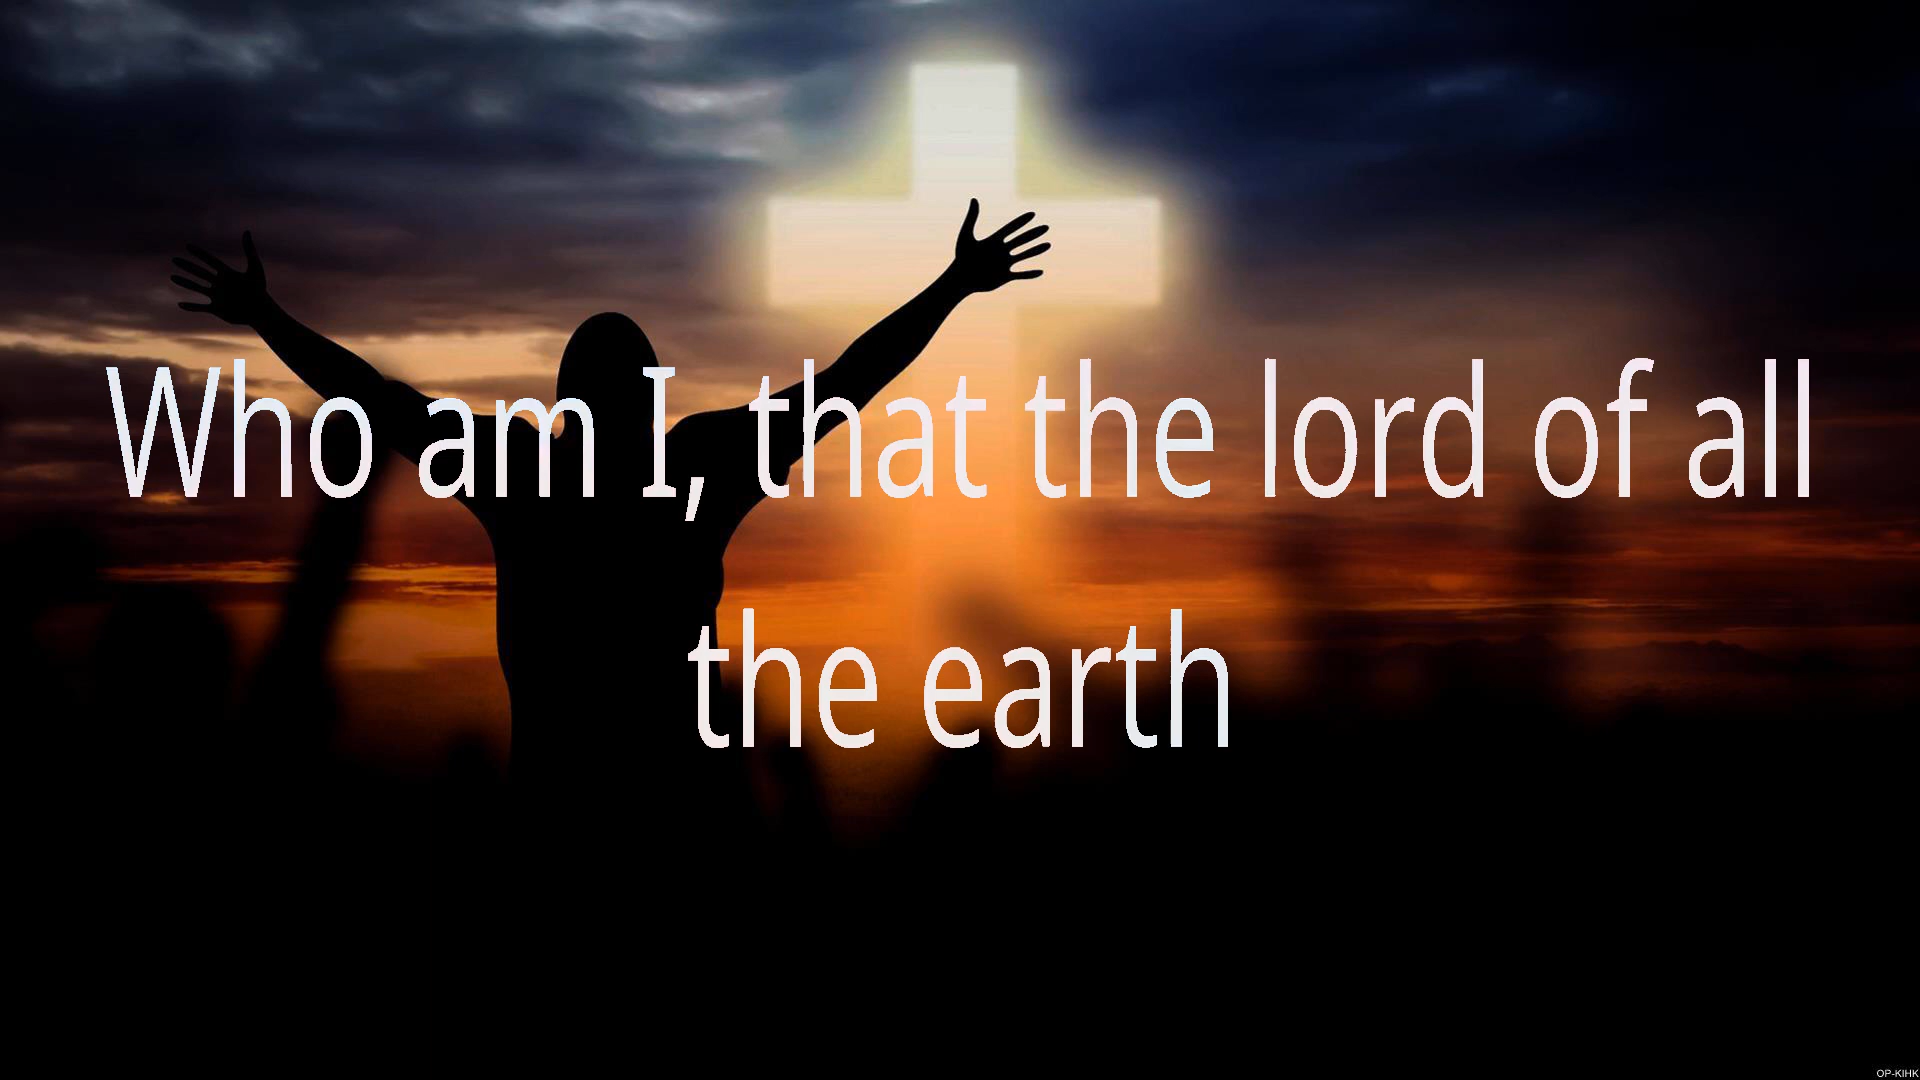 Who am I, that the lord of all
the earth
OP-KIHK